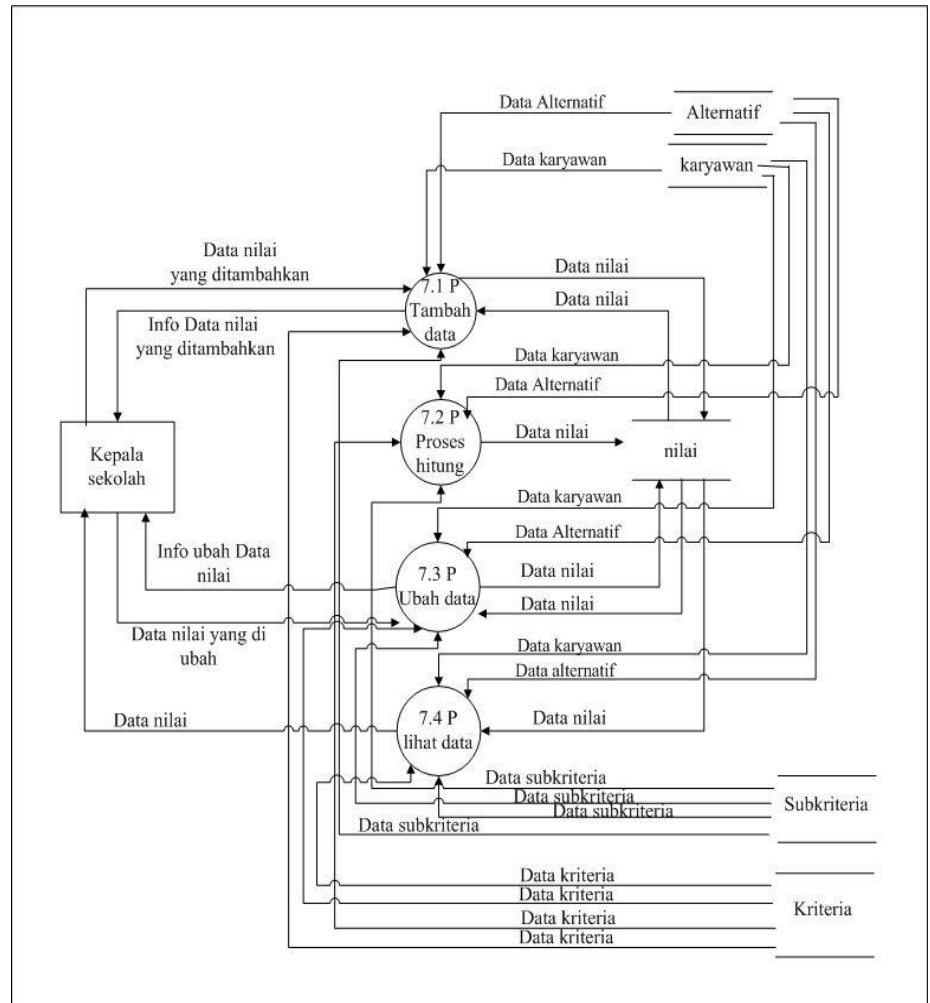 Data Alternatif
Alternatif
Data karyawan
karyawan
Data nilai
yang ditambahkan
Data nilai
7.1 P
Tambah
data
Data nilai
Info Data nilai
yang ditambahkan
Data karyawan
Data Alternatif
7.2 P
Proses
hitung
Data nilai
nilai
Kepala
sekolah
Data karyawan
Data Alternatif
Info ubah Data
nilai
7.3 P
Ubah data
Data nilai
Data nilai
Data nilai yang di
ubah
Data karyawan
Data alternatif
7.4 P
lihat data
Data nilai
Data nilai
Data subkriteria
Data subkriteria
Data subkriteria
Data subkriteria
Subkriteria
Data kriteria
Data kriteria
Data kriteria
Data kriteria
Kriteria